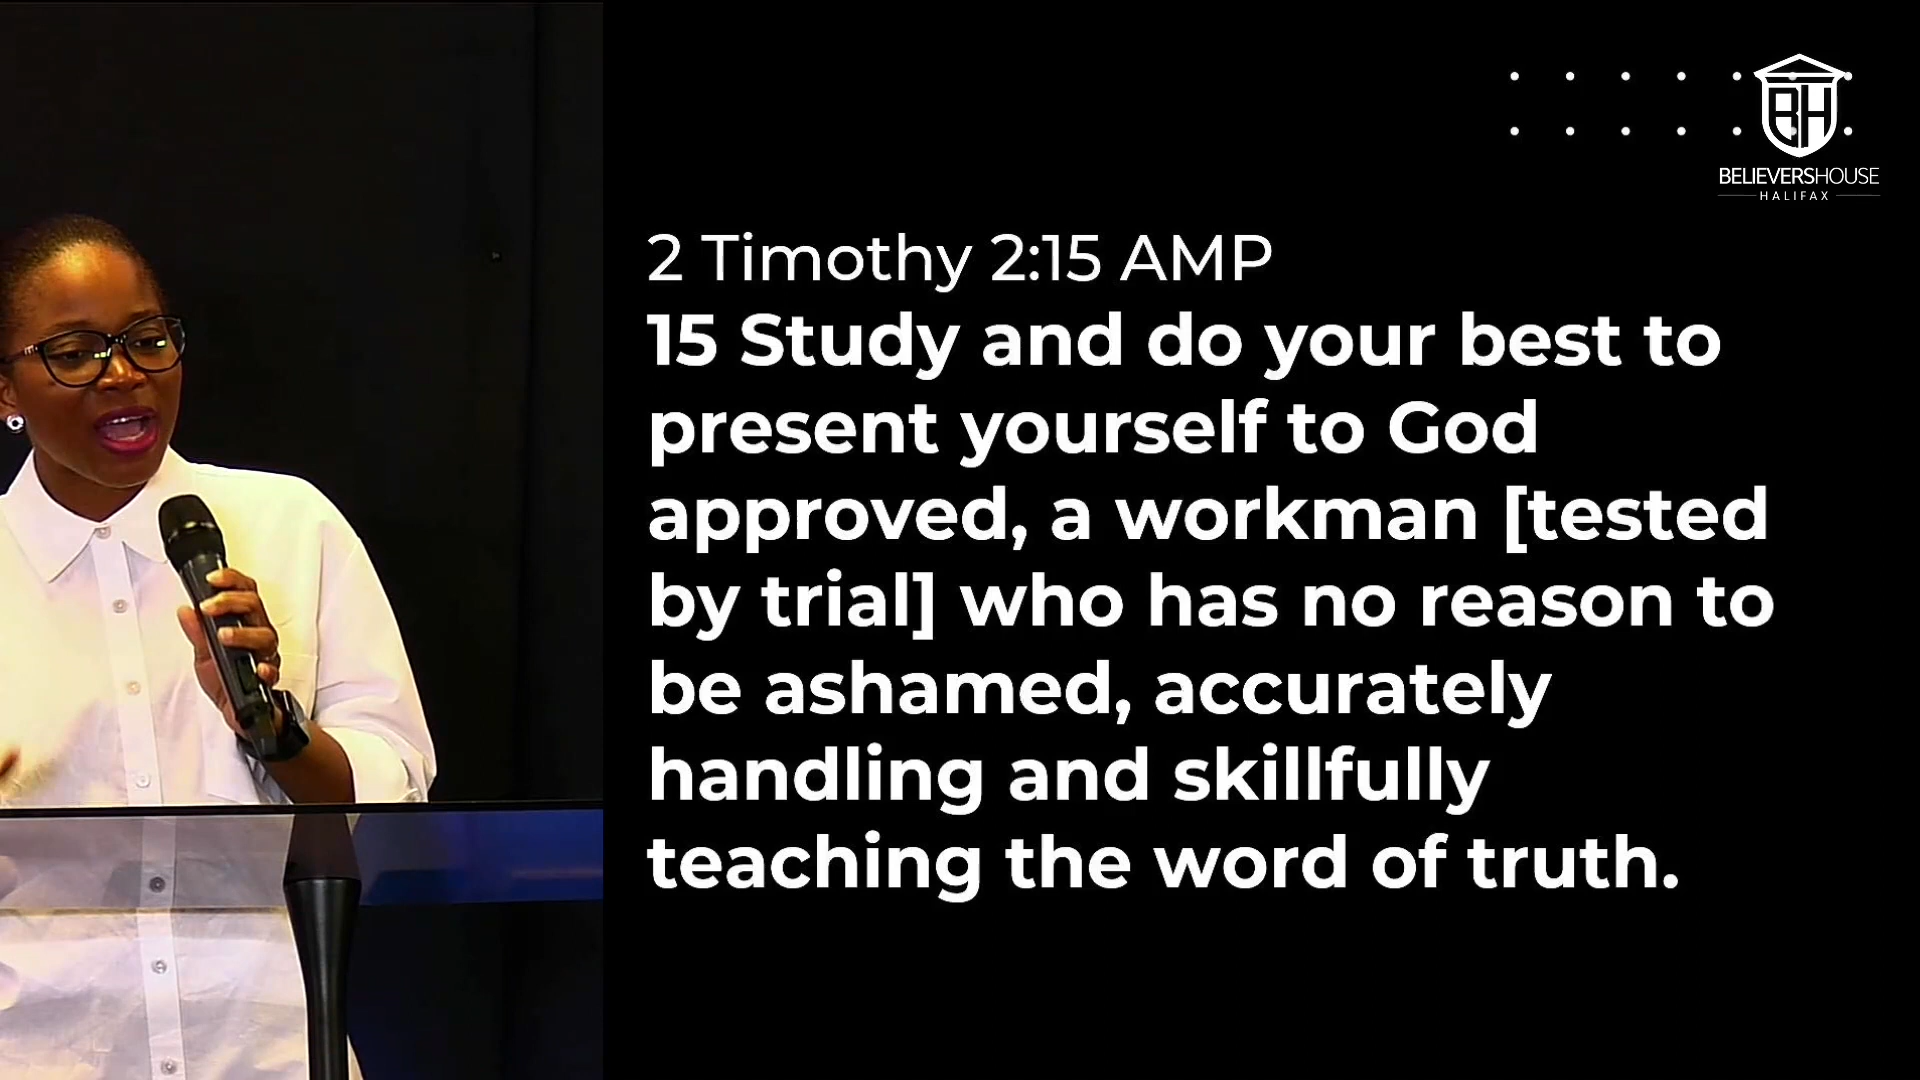 BH
BELIEVERSHOUSE
HALIFAX
2 Timothy 2:15 AMP
15 Study and do your best to
present yourself to God
approved, a workman [tested
by trial] who has no reason to
be ashamed, accurately
handling and skillfully
teaching the word of truth.